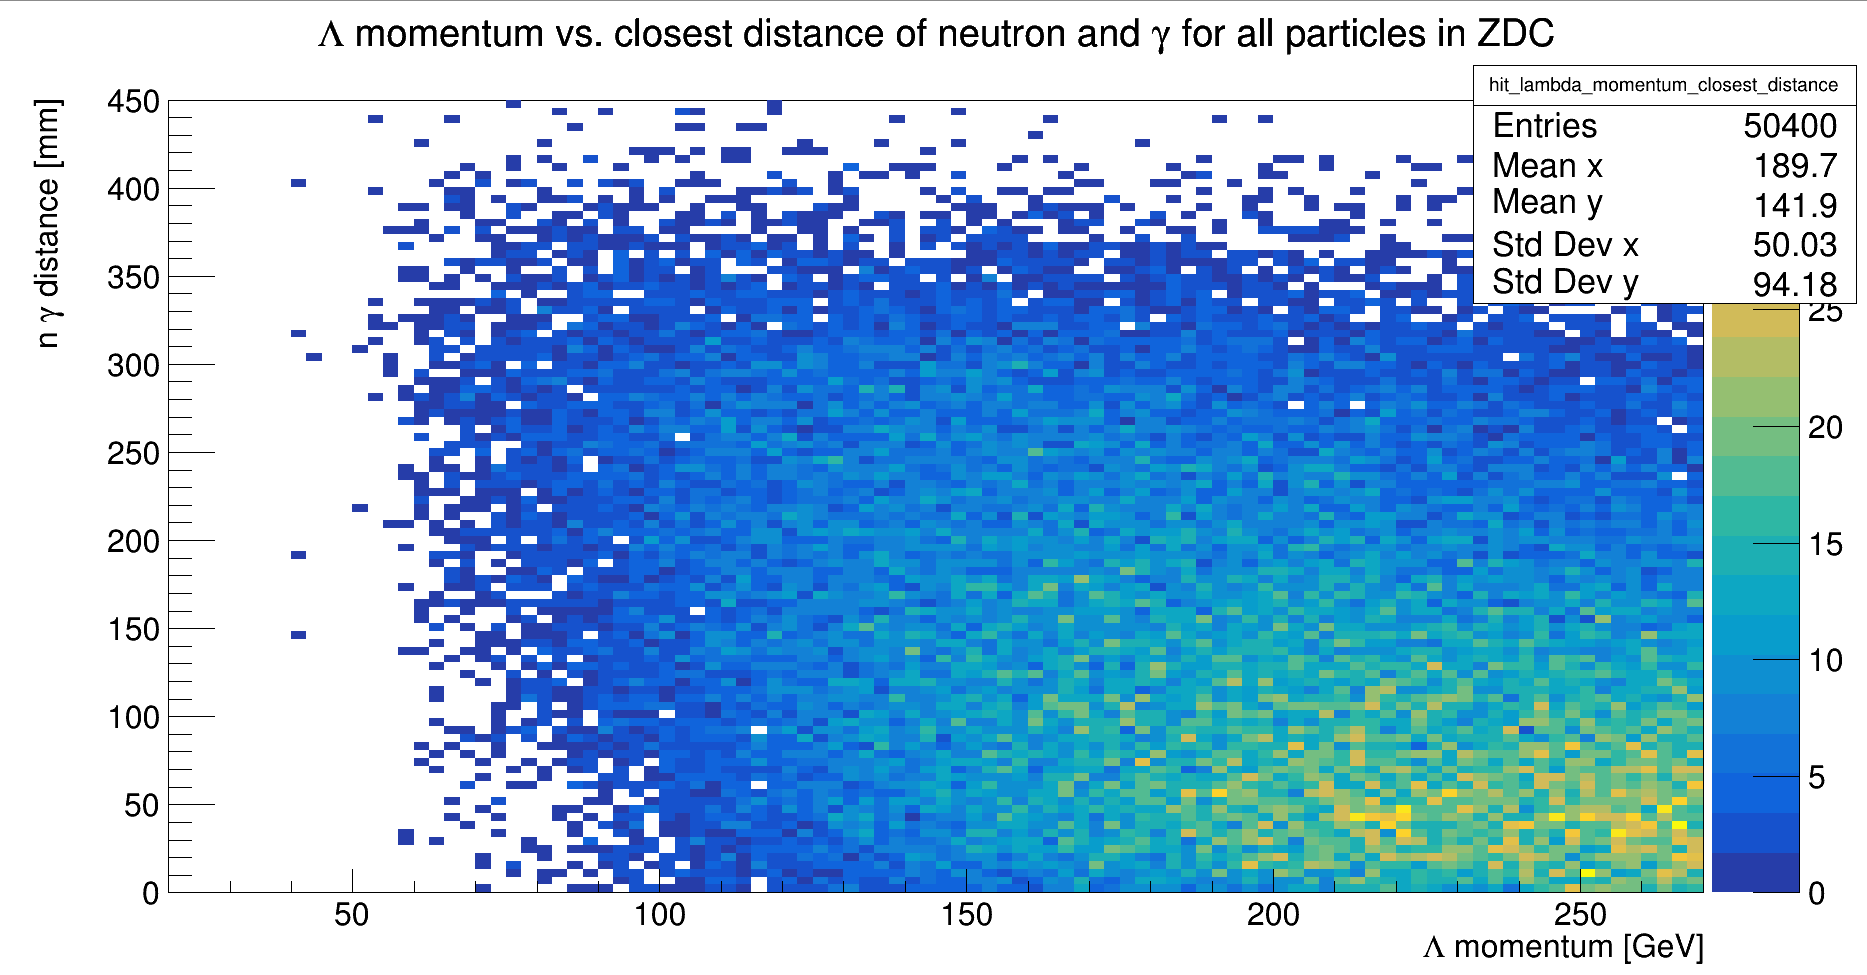 Λ momentum vs. closest distance of neutron and γ for all particles in ZDC
hit_lambda_momentum_closest_distance
Entries 50400
Mean x 189.7
Mean y 141.9
Std Dev x 50.03
Std Dev y 94.18
n γ distance [mm]
450
400
350
300
250
200
150
100
50
0
50 100 150 200 250
Λ momentum [GeV]
25
20
15
10
5
0